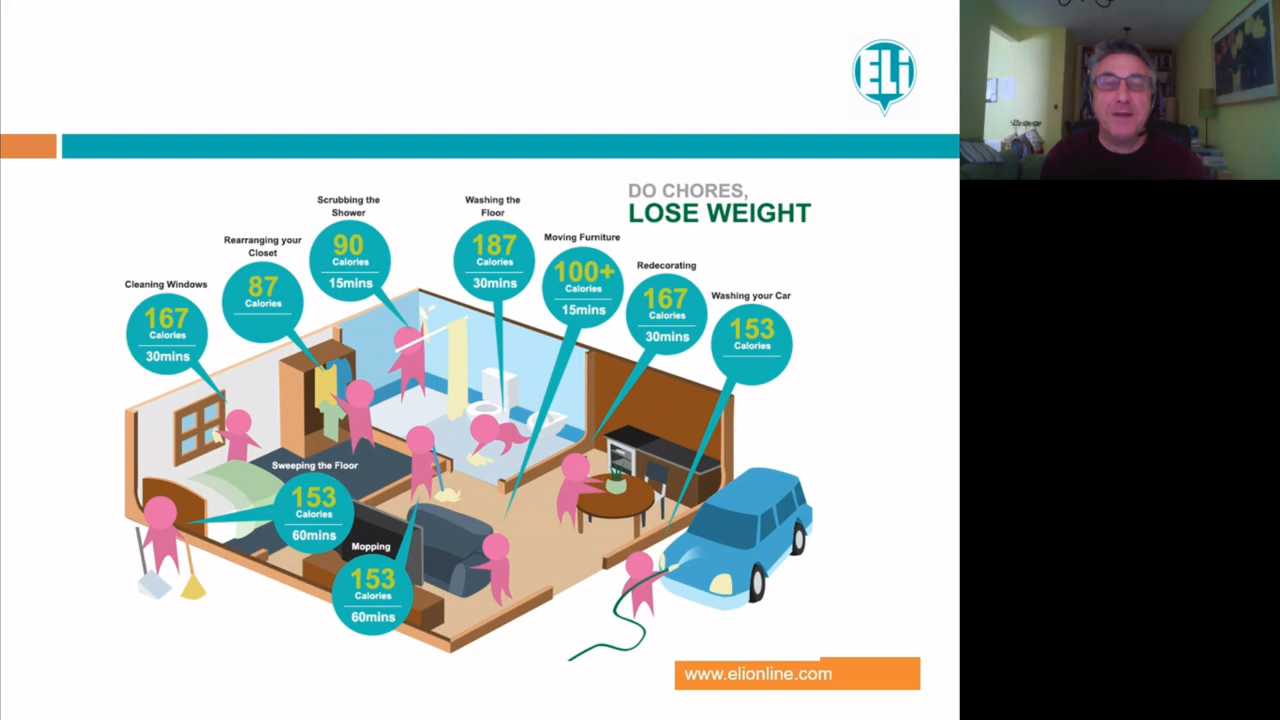 ELi
DO CHORES,
LOSE WEIGHT
Scrubbing the
Shower
90
Calories
15mins
Washing the
Floor
187
Calories
30mins
Moving Furniture
100+
Calories
15mins
Rearranging your
Closet
87
Calories
Redecorating
167
Calories
30mins
Cleaning Windows
167
Calories
30mins
Washing your Car
153
Calories
Sweeping the Floor
153
Calories
60mins
Mopping
153
Calories
60mins
www.elionline.com